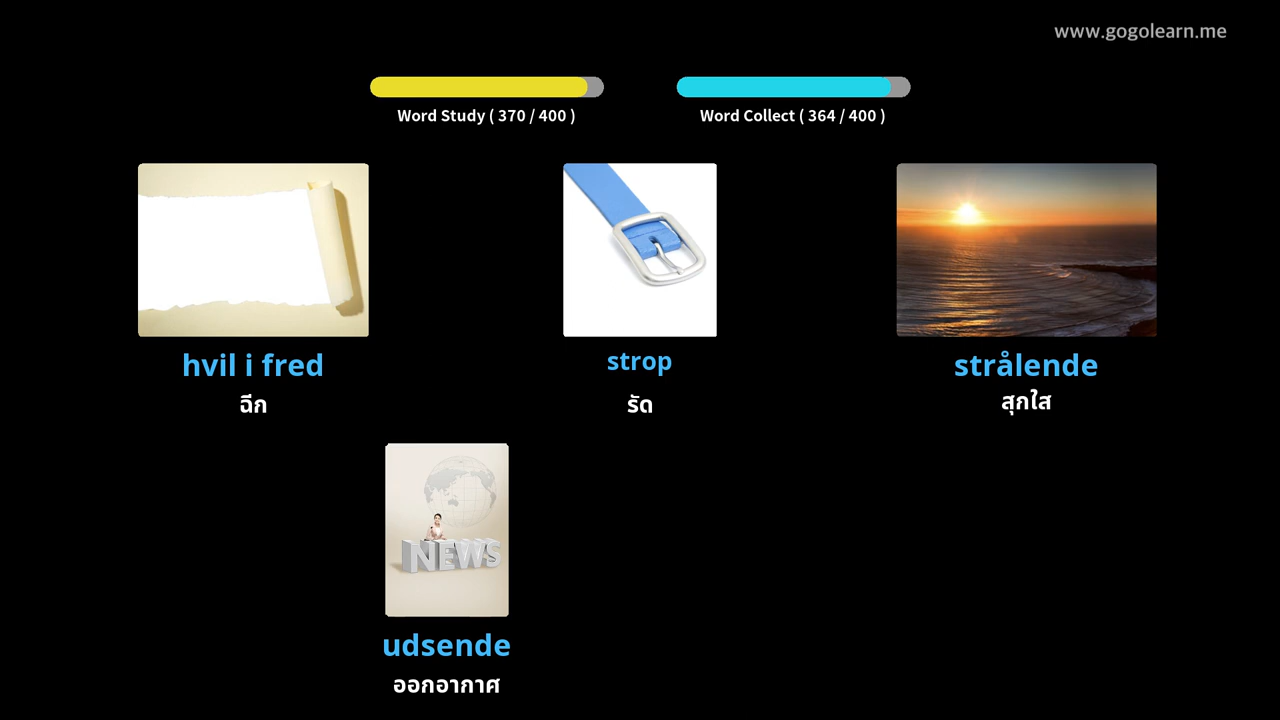 www.gogolearn.me
Word Study ( 370 / 400 )
Word Collect ( 364 / 400 )
hvil i fred
ฉีก
strop
รัด
strålende
สุกใส
NEWS
udsende
ออกอากาศ